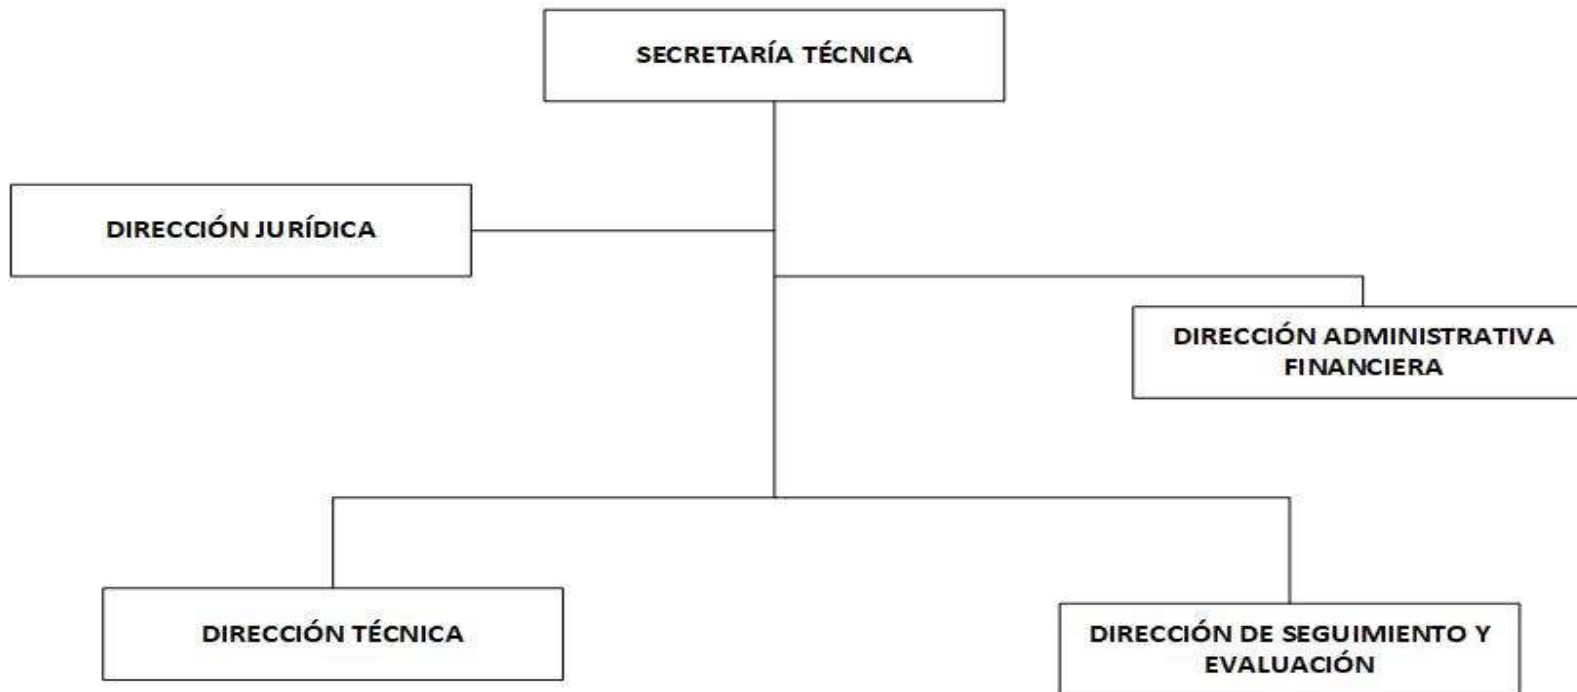 SECRETARÍA TÉCNICA
DIRECCIÓN JURÍDICA
DIRECCIÓN ADMINISTRATIVA
FINANCIERA
DIRECCIÓN TÉCNICA
DIRECCIÓN DE SEGUIMIENTO Y
EVALUACIÓN